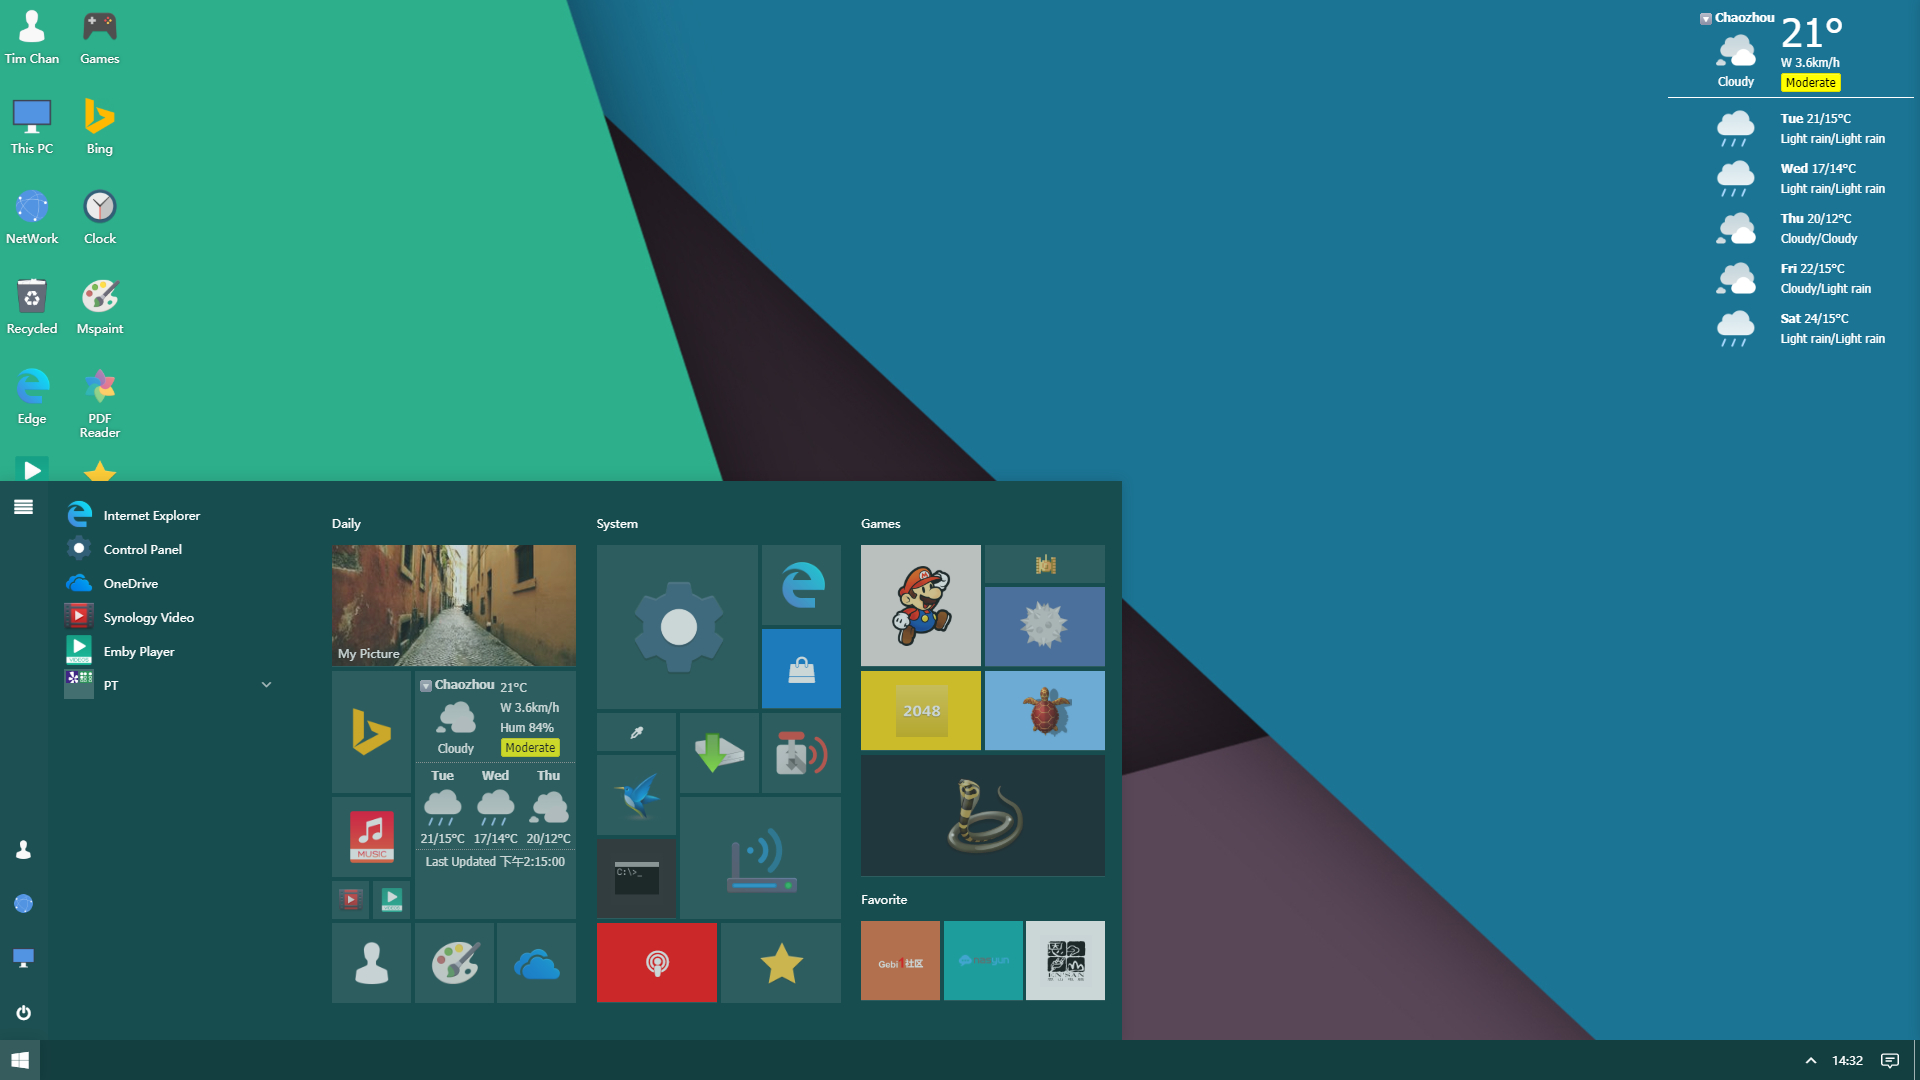 Tim Chan
Games
This PC
Bing
NetWork
Clock
Recycled
Mspaint
Edge
PDF
Reader
Chaozhou
21°
W 3.6km/h
Cloudy
Moderate
Tue 21/15°C
Light rain/Light rain
Wed 17/14°C
Light rain/Light rain
Thu 20/12°C
Cloudy/Cloudy
Fri 22/15°C
Cloudy/Light rain
Sat 24/15°C
Light rain/Light rain
Internet Explorer
Control Panel
OneDrive
Synology Video
Emby Player
PT
Daily
My Picture
Chaozhou
21°C
W 3.6km/h
Hum 84%
Cloudy
Moderate
Tue Wed Thu
21/15°C 17/14°C 20/12°C
Last Updated 下午2:15:00
MUSIC
System
C:\>_
Games
2048
Favorite
Gebi1社区
EN'SAN
14:32